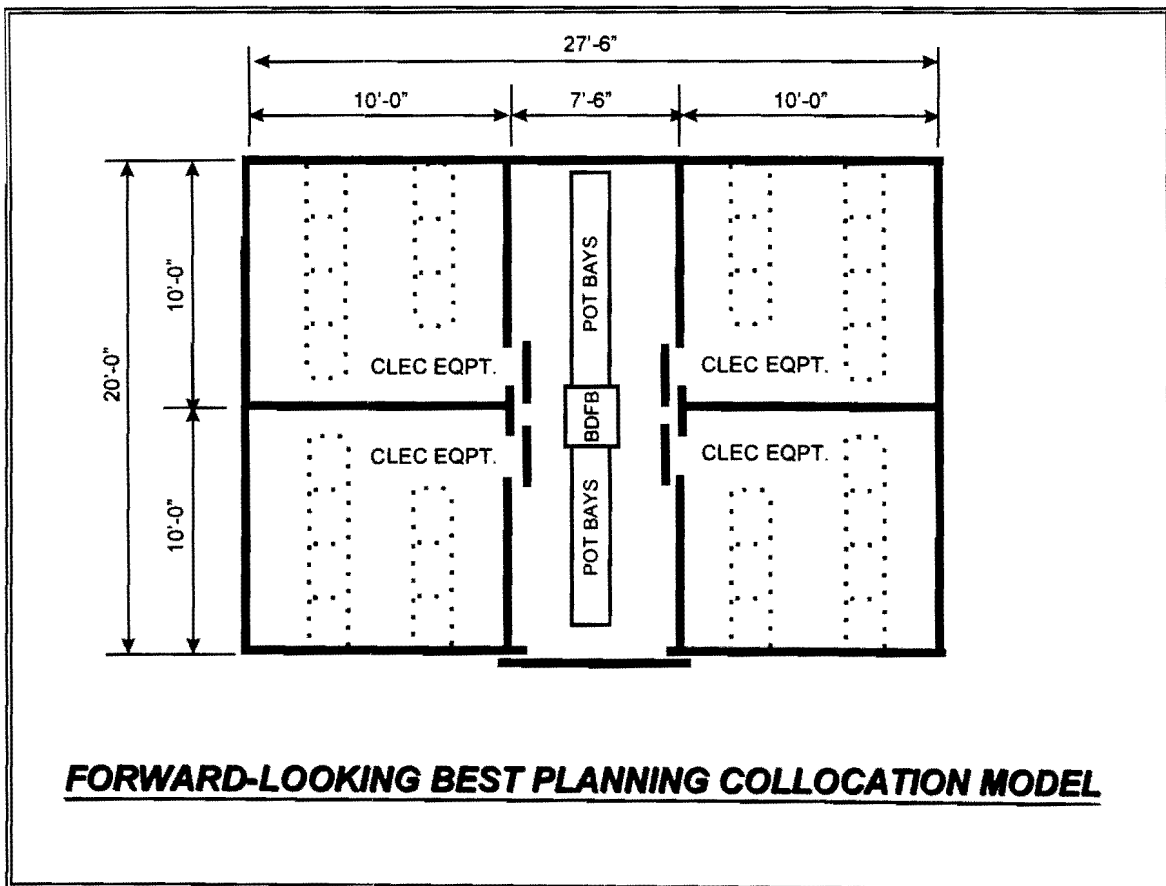 27'-6"
10'-0"
7'-6"
10'-0"
20'-0"
10'-0"
10'-0"
POT BAYS
CLEC EQPT.
CLEC EQPT.
BDFB
CLEC EQPT.
CLEC EQPT.
POT BAYS
FORWARD-LOOKING BEST PLANNING COLLOCATION MODEL